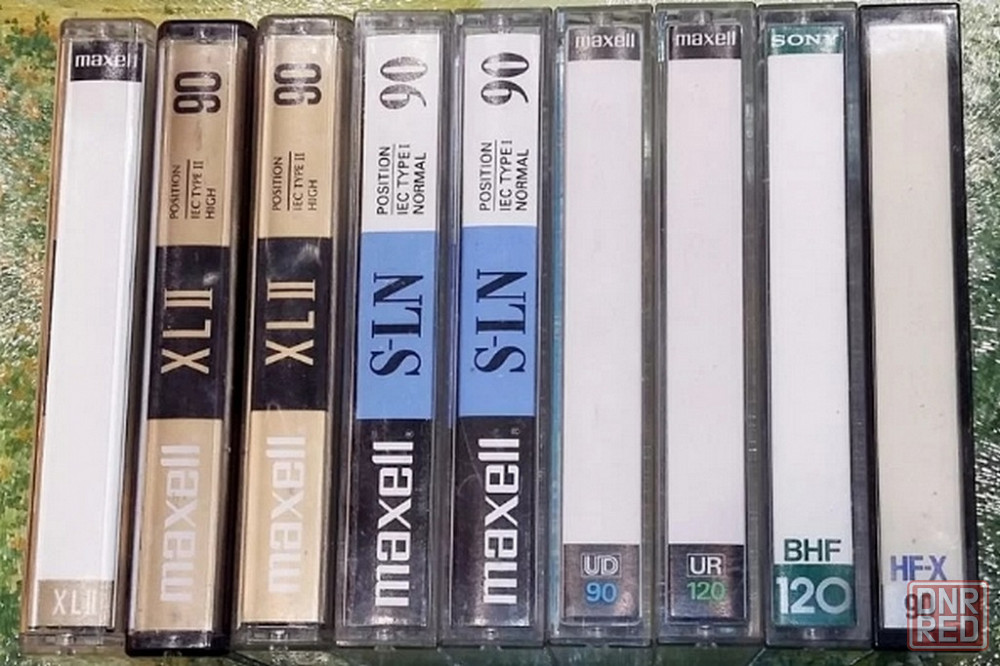 maxell
XLII
90
POSITION
IEC TYPE II
HIGH
XLII
maxell
90
POSITION
IEC TYPE II
HIGH
XLII
maxell
90
POSITION
IEC TYPE I
NORMAL
S-LN
maxell®
90
POSITION
IEC TYPE I
NORMAL
S-LN
maxell®
maxell
UD
90
maxell
UR
120
SONY
BHF
120
HF-X
90
DNR
RED